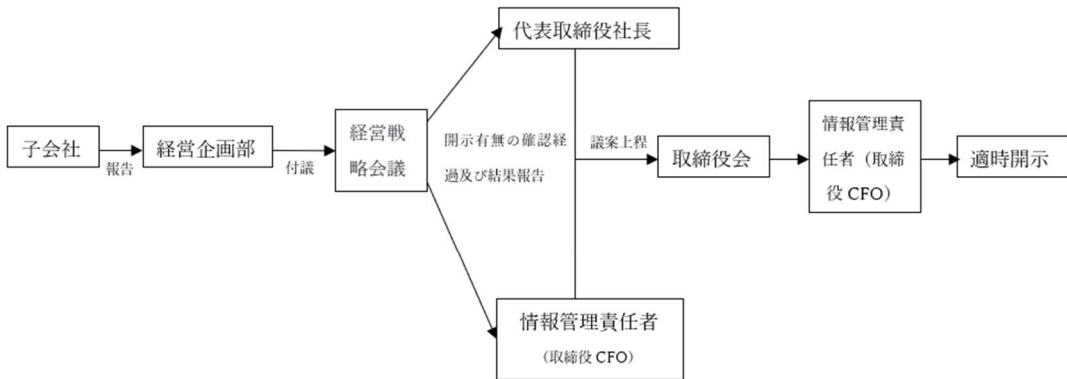 代表取締役社長
子会社
報告
経営企画部
付議
経営戦
略会議
開示有無の確認経
過及び結果報告
議案上程
取締役会
情報管理責
任者（取締
役 CFO）
適時開示
情報管理責任者
（取締役 CFO）